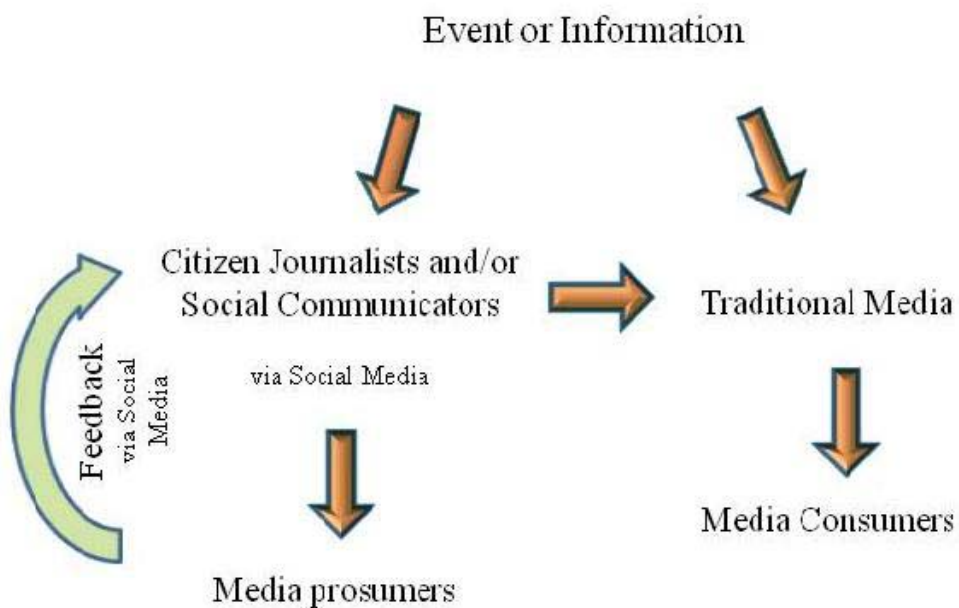 Event or Information
Citizen Journalists and/or
Social Communicators
Traditional Media
via Social Media
Feedback
via Social
Media
Media Consumers
Media prosumers